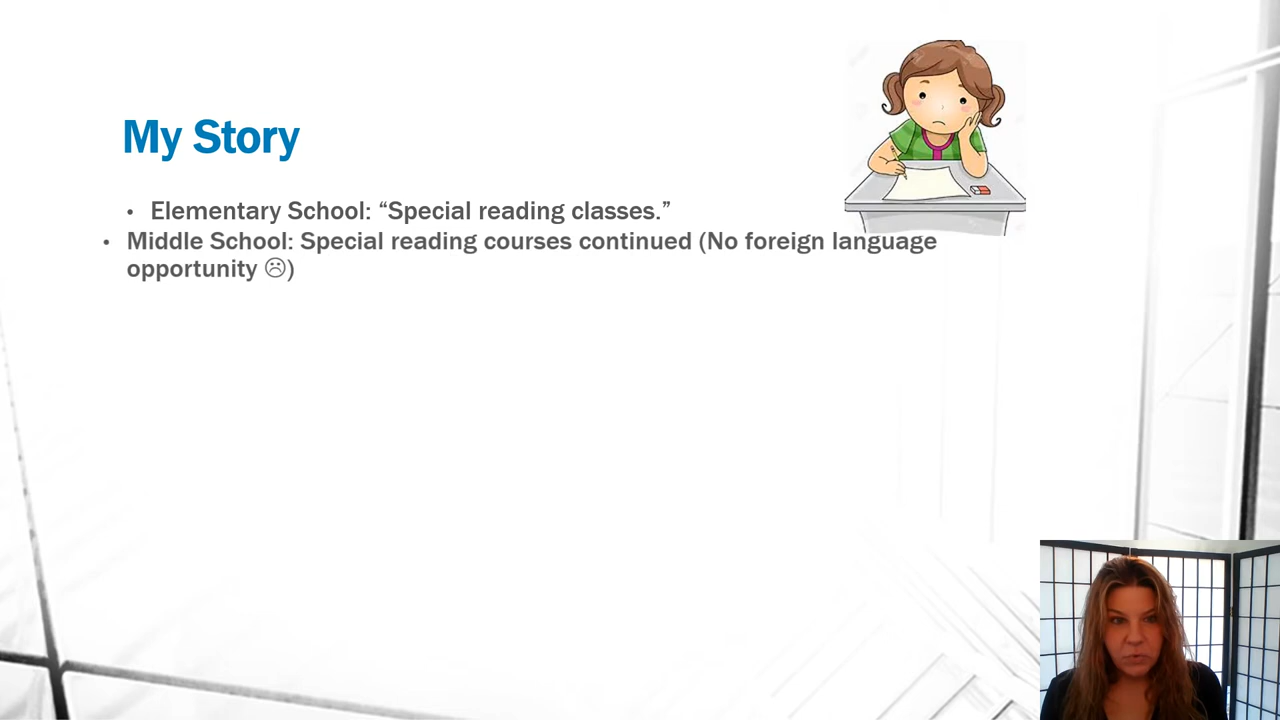 My Story
• Elementary School: “Special reading classes.”
• Middle School: Special reading courses continued (No foreign language
opportunity ☹)